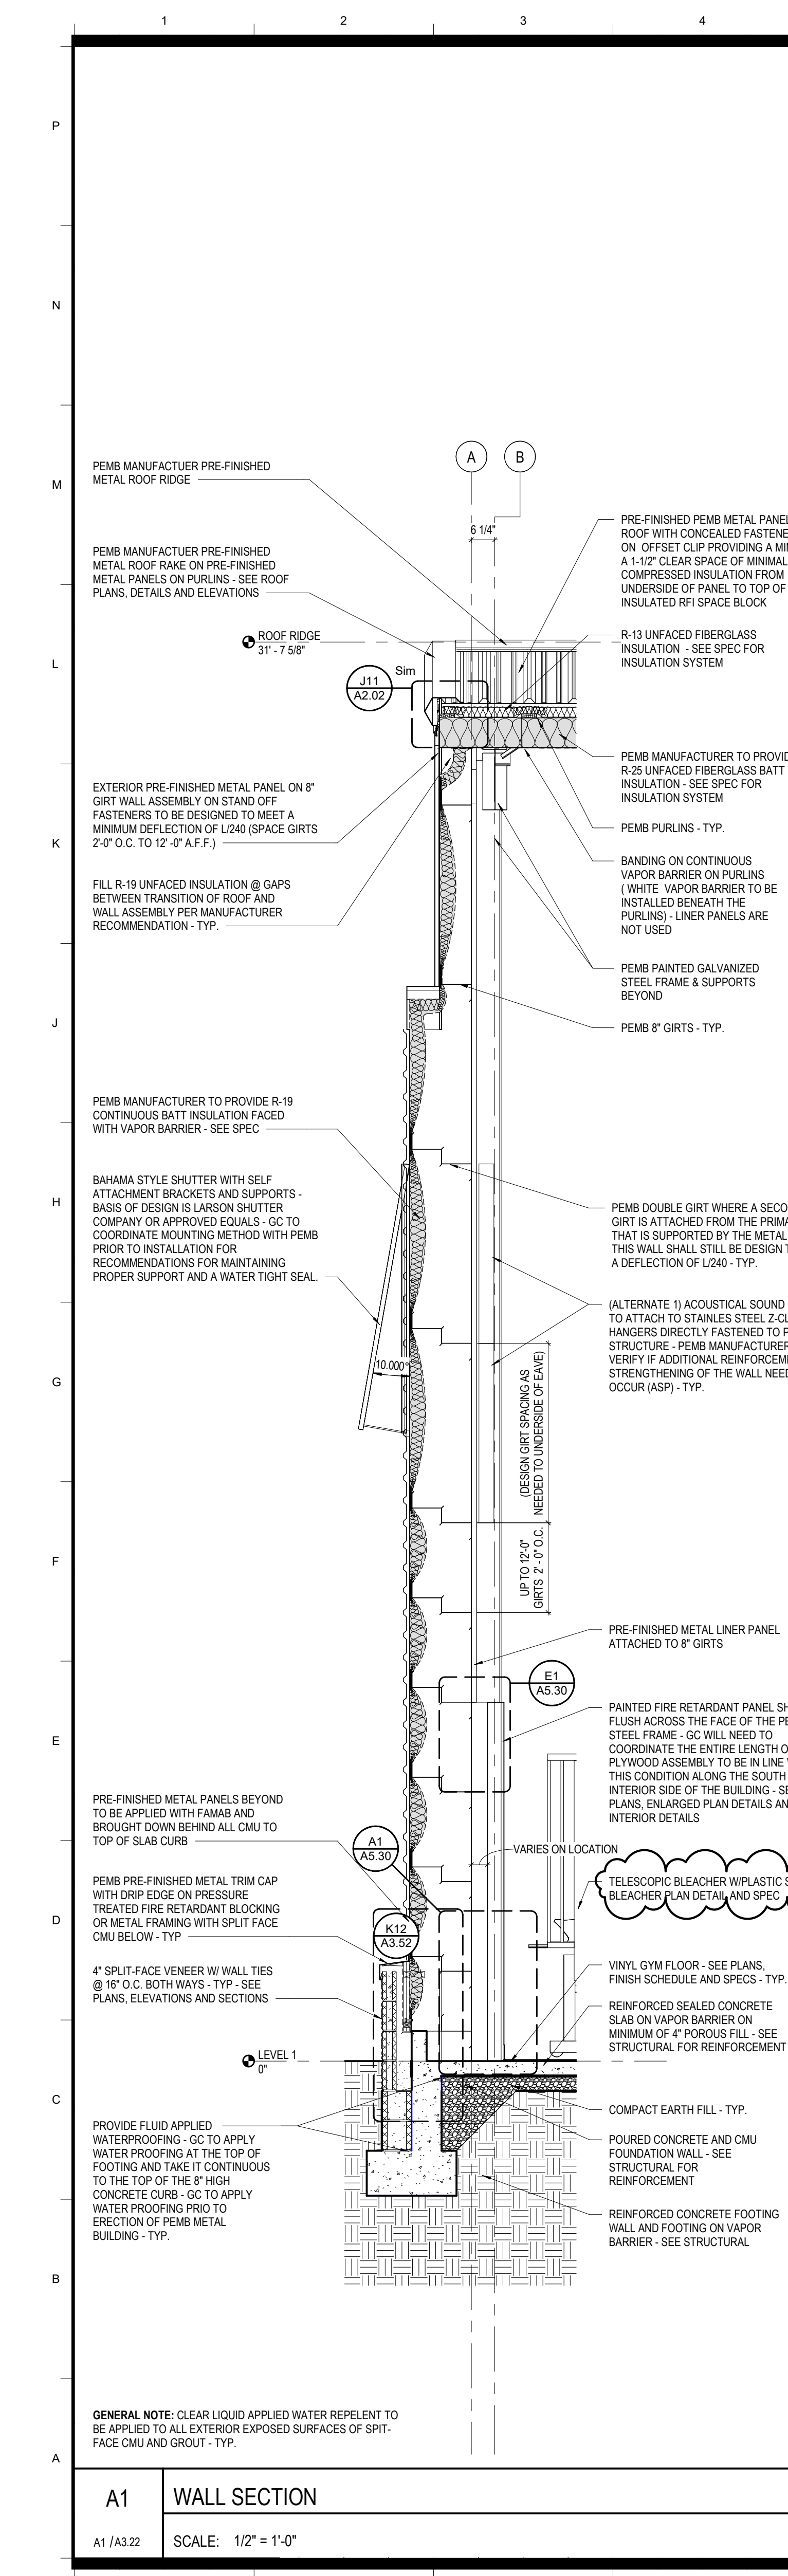 1
2
3
4
P
N
M
L
K
J
H
G
F
E
D
C
B
A
PEMB MANUFACTUER PRE-FINISHED
METAL ROOF RIDGE
PEMB MANUFACTUER PRE-FINISHED
METAL ROOF RAKE ON PRE-FINISHED
METAL PANELS ON PURLINS - SEE ROOF
PLANS, DETAILS AND ELEVATIONS
ROOF RIDGE
31' - 7 5/8"
J11
A2.02
Sim
A
B
6 1/4"
EXTERIOR PRE-FINISHED METAL PANEL ON 8"
GIRT WALL ASSEMBLY ON STAND OFF
FASTENERS TO BE DESIGNED TO MEET A
MINIMUM DEFLECTION OF L/240 (SPACE GIRTS
2'-0" O.C. TO 12' -0" A.F.F.)
FILL R-19 UNFACED INSULATION @ GAPS
BETWEEN TRANSITION OF ROOF AND
WALL ASSEMBLY PER MANUFACTURER
RECOMMENDATION - TYP.
PEMB MANUFACTURER TO PROVIDE R-19
CONTINUOUS BATT INSULATION FACED
WITH VAPOR BARRIER - SEE SPEC
BAHAMA STYLE SHUTTER WITH SELF
ATTACHMENT BRACKETS AND SUPPORTS -
BASIS OF DESIGN IS LARSON SHUTTER
COMPANY OR APPROVED EQUALS - GC TO
COORDINATE MOUNTING METHOD WITH PEMB
PRIOR TO INSTALLATION FOR
RECOMMENDATIONS FOR MAINTAINING
PROPER SUPPORT AND A WATER TIGHT SEAL.
10.000°
(DESIGN GIRT SPACING AS
NEEDED TO UNDERSIDE OF EAVE)
UP TO 12'-0"
GIRTS 2' - 0" O.C.
PRE-FINISHED METAL PANELS BEYOND
TO BE APPLIED WITH FAMAB AND
BROUGHT DOWN BEHIND ALL CMU TO
TOP OF SLAB CURB
A1
A5.30
PEMB PRE-FINISHED METAL TRIM CAP
WITH DRIP EDGE ON PRESSURE
TREATED FIRE RETARDANT BLOCKING
OR METAL FRAMING WITH SPLIT FACE
CMU BELOW - TYP
K12
A3.52
4" SPLIT-FACE VENEER W/ WALL TIES
@ 16" O.C. BOTH WAYS - TYP - SEE
PLANS, ELEVATIONS AND SECTIONS
LEVEL 1
0"
PROVIDE FLUID APPLIED
WATERPROOFING - GC TO APPLY
WATER PROOFING AT THE TOP OF
FOOTING AND TAKE IT CONTINUOUS
TO THE TOP OF THE 8" HIGH
CONCRETE CURB - GC TO APPLY
WATER PROOFING PRIO TO
ERECTION OF PEMB METAL
BUILDING - TYP.
PRE-FINISHED PEMB METAL PANEL
ROOF WITH CONCEALED
ON OFFSET CLIP PROVIDING A
A 1-1/2" CLEAR SPACE OF
COMPRESSED INSULATION FROM
UNDERSIDE OF PANEL TO TOP OF
INSULATED RFI SPACE BLOCK
R-13 UNFACED FIBERGLASS
INSULATION - SEE SPEC FOR
INSULATION SYSTEM
PEMB MANUFACTURER TO
R-25 UNFACED FIBERGLASS BATT
INSULATION - SEE SPEC FOR
INSULATION SYSTEM
PEMB PURLINS - TYP.
BANDING ON CONTINUOUS
VAPOR BARRIER ON PURLINS
( WHITE VAPOR BARRIER TO BE
INSTALLED BENEATH THE
PURLINS) - LINER PANELS ARE
NOT USED
PEMB PAINTED GALVANIZED
STEEL FRAME & SUPPORTS
BEYOND
PEMB 8" GIRTS - TYP.
PEMB DOUBLE GIRT WHERE A
GIRT IS ATTACHED FROM THE
THAT IS SUPPORTED BY THE METAL
THIS WALL SHALL STILL BE DESIGN
A DEFLECTION OF L/240 - TYP.
(ALTERNATE 1) ACOUSTICAL SOUND
TO ATTACH TO STAINLES STEEL
HANGERS DIRECTLY FASTENED TO
STRUCTURE - PEMB MANUFACTURER
VERIFY IF ADDITIONAL
STRENGTHENING OF THE WALL
OCCUR (ASP) - TYP.
PRE-FINISHED METAL LINER PANEL
ATTACHED TO 8" GIRTS
E1
A5.30
PAINTED FIRE RETARDANT PANEL
FLUSH ACROSS THE FACE OF THE
STEEL FRAME - GC WILL NEED TO
COORDINATE THE ENTIRE LENGTH
PLYWOOD ASSEMBLY TO BE IN LINE
THIS CONDITION ALONG THE SOUTH
INTERIOR SIDE OF THE BUILDING -
PLANS, ENLARGED PLAN DETAILS
INTERIOR DETAILS
VARIES ON LOCATION
TELESCOPIC BLEACHER W/PLASTIC
BLEACHER PLAN DETAIL AND SPEC
VINYL GYM FLOOR - SEE PLANS,
FINISH SCHEDULE AND SPECS - TYP.
REINFORCED SEALED CONCRETE
SLAB ON VAPOR BARRIER ON
MINIMUM OF 4" POROUS FILL - SEE
STRUCTURAL FOR REINFORCEMENT
COMPACT EARTH FILL - TYP.
POURED CONCRETE AND CMU
FOUNDATION WALL - SEE
STRUCTURAL FOR
REINFORCEMENT
REINFORCED CONCRETE FOOTING
WALL AND FOOTING ON VAPOR
BARRIER - SEE STRUCTURAL
GENERAL NOTE: CLEAR LIQUID APPLIED WATER REPELENT TO
BE APPLIED TO ALL EXTERIOR EXPOSED SURFACES OF SPIT-
FACE CMU AND GROUT - TYP.
A1
WALL SECTION
A1 / A3.22
SCALE: 1/2" = 1'-0"